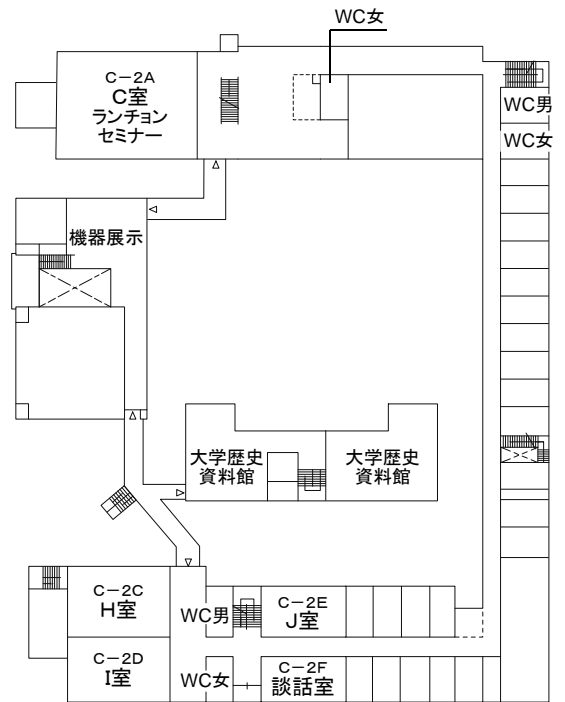 WC女
C-2A
C室
ランチョン
セミナー
WC男
WC女
機器展示
大学歴史
資料館
大学歴史
資料館
C-2C
H室
WC男
C-2E
J室
C-2D
I室
WC女
C-2F
談話室